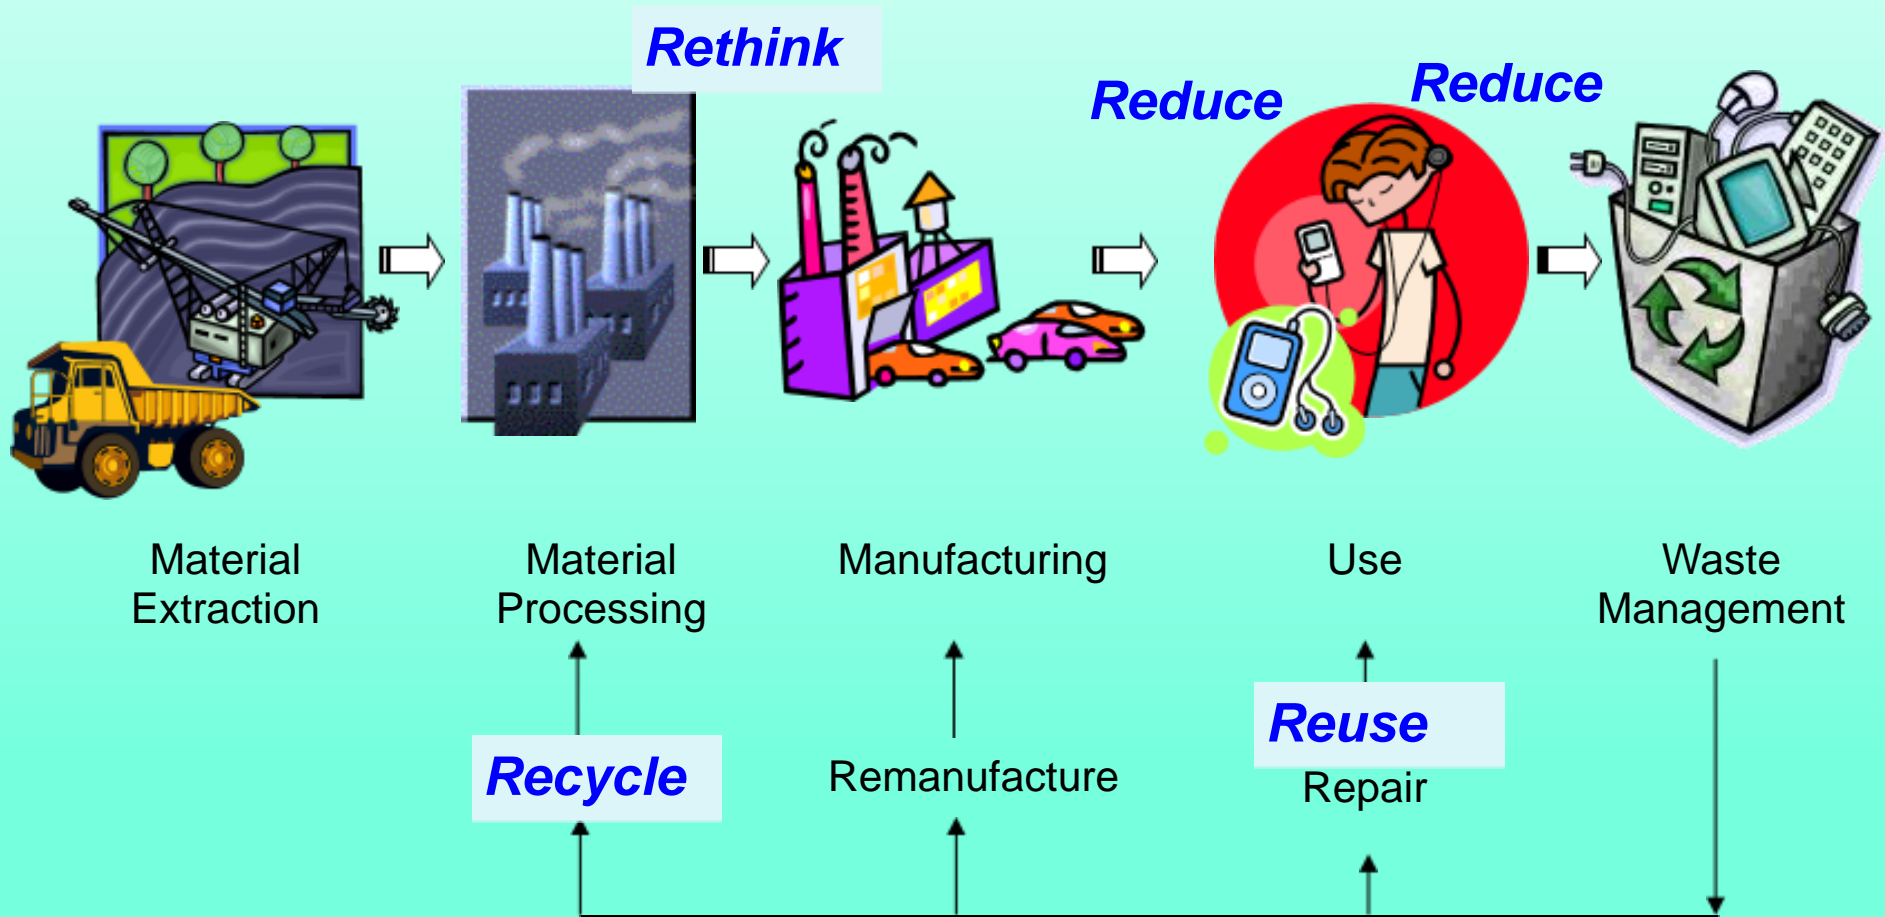 Rethink
Reduce
Reduce
Material
Extraction
Material
Processing
Manufacturing
Use
Waste
Management
Recycle
Remanufacture
Reuse
Repair